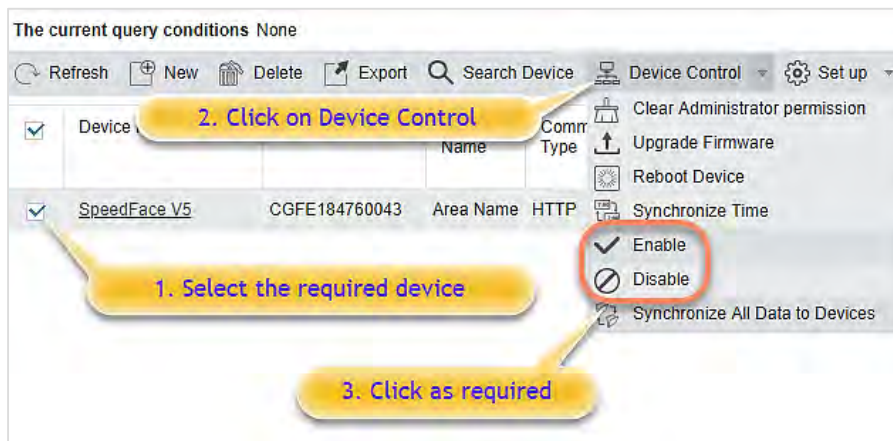 The current query conditions None
Refresh New Delete Export Search Device Device Control Set up
2. Click on Device Control
Clear Administrator permission
Device
Name
Comm
Type
Upgrade Firmware
Reboot Device
SpeedFace V5 CGFE184760043 Area Name HTTP
Synchronize Time
Enable
1. Select the required device
Disable
Synchronize All Data to Devices
3. Click as required